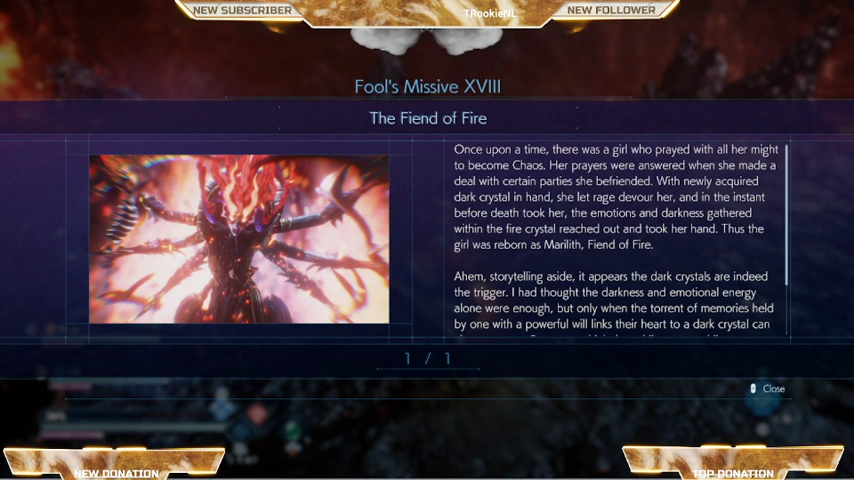 NEW SUBSCRIBER
TRookieNL
NEW FOLLOWER
Fool's Missive XVIII
The Fiend of Fire
Once upon a time, there was a girl who prayed with all her might
to become Chaos. Her prayers were answered when she made a
deal with certain parties she befriended. With newly acquired
dark crystal in hand, she let rage devour her, and in the instant
before death took her, the emotions and darkness gathered
within the fire crystal reached out and took her hand. Thus the
girl was reborn as Marilith, Fiend of Fire.
Ahem, storytelling aside, it appears the dark crystals are indeed
the trigger. I had thought the darkness and emotional energy
alone were enough, but only when the torrent of memories held
by one with a powerful will links their heart to a dark crystal can
1 / 1
Close
NEW DONATION
TOP DONATION